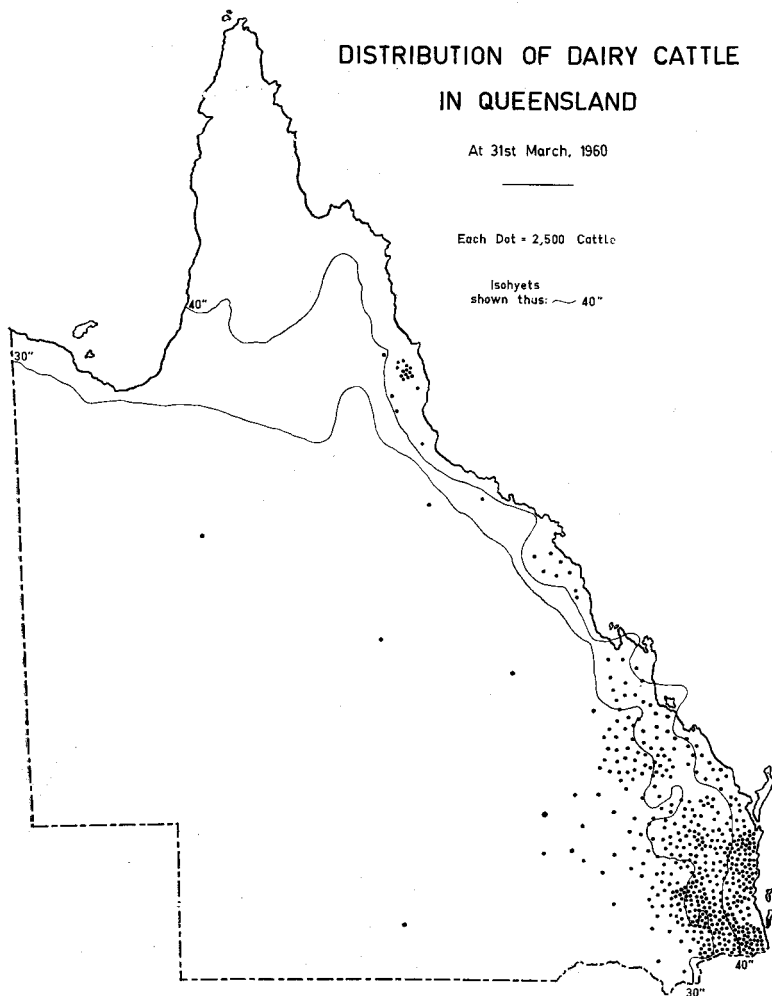 DISTRIBUTION OF DAIRY CATTLE
IN QUEENSLAND
At 31st March, 1960
Each Dot = 2,500 Cattle
Isohyets
shown thus: 40"
40"
30"
40"
30"